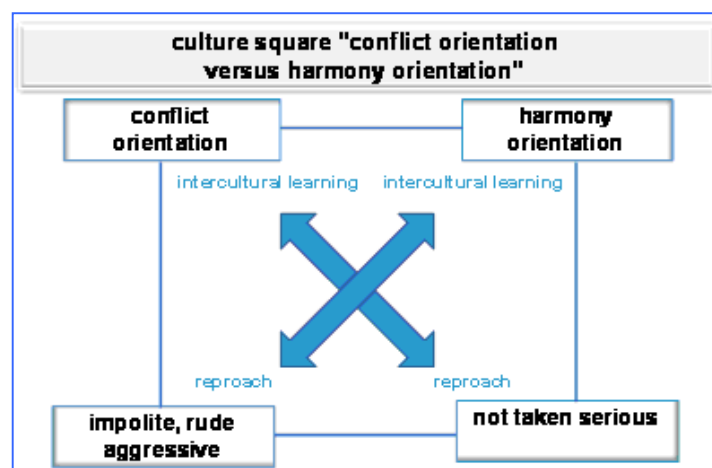 culture square "conflict orientation
versus harmony orientation"
conflict
orientation
harmony
orientation
intercultural learning
intercultural learning
reproach
reproach
impolite, rude
aggressive
not taken serious